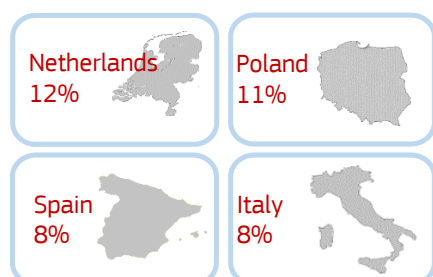 Netherlands
12%
Poland
11%
Spain
8%
Italy
8%